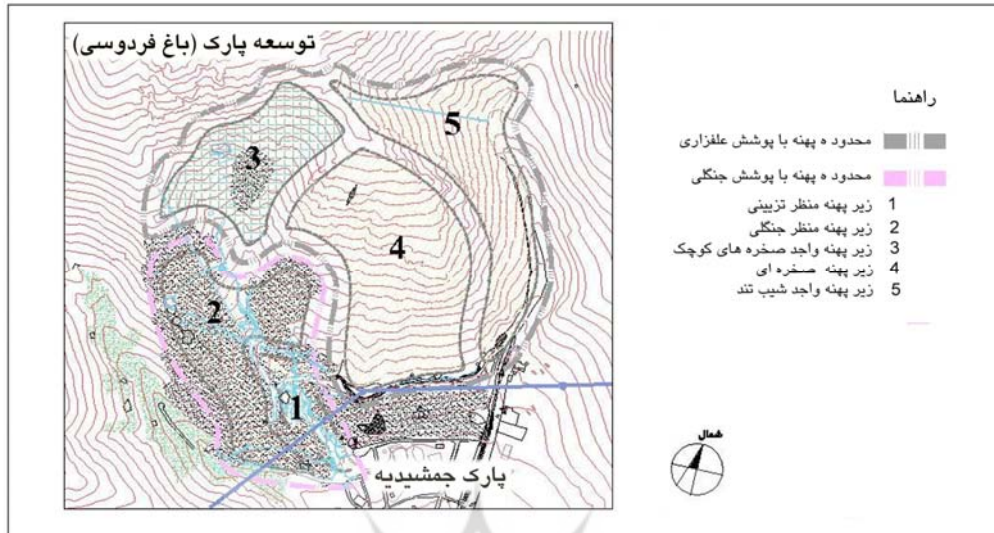 توسعه پارک (باغ فردوسی)
راهنما
محدود ه پهنه با پوشش علفزاری
محدود ه پهنه با پوشش جنگلی
1 زیر پهنه منظر تزیینی
2 زیر پهنه منظر جنگلی
3 زیر پهنه واجد صخره های کوچک
4 زیر پهنه صخره ای
5 زیر پهنه واجد شیب تند
5
3
4
2
1
شمال
پارک جمشیدیه